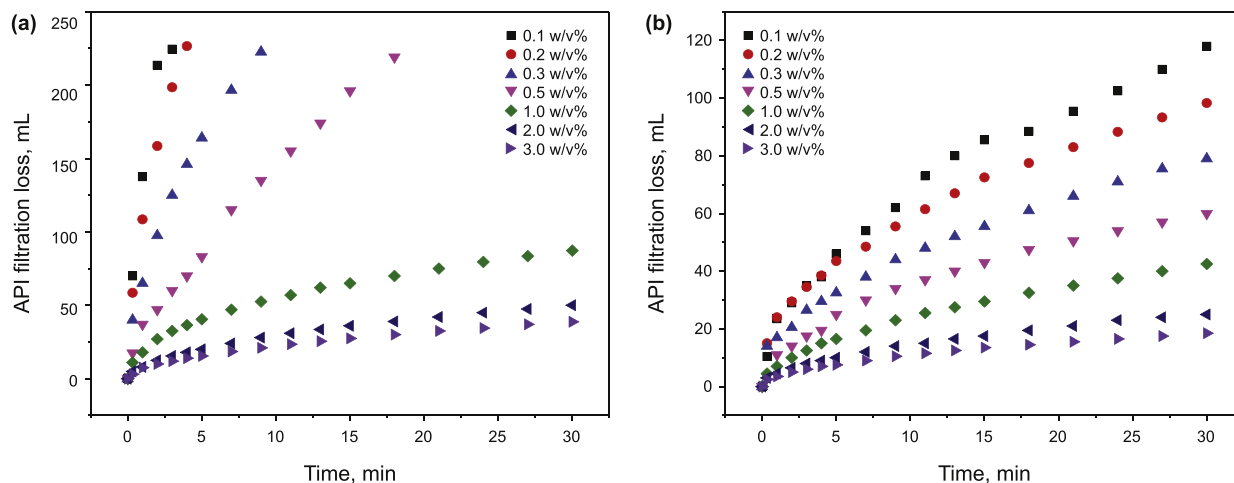 (a)
API filtration loss, mL
250
200
150
100
50
0
0.1 w/v%
0.2 w/v%
0.3 w/v%
0.5 w/v%
1.0 w/v%
2.0 w/v%
3.0 w/v%
0 5 10 15 20 25 30
Time, min
(b)
API filtration loss, mL
120
100
80
60
40
20
0
0.1 w/v%
0.2 w/v%
0.3 w/v%
0.5 w/v%
1.0 w/v%
2.0 w/v%
3.0 w/v%
0 5 10 15 20 25 30
Time, min